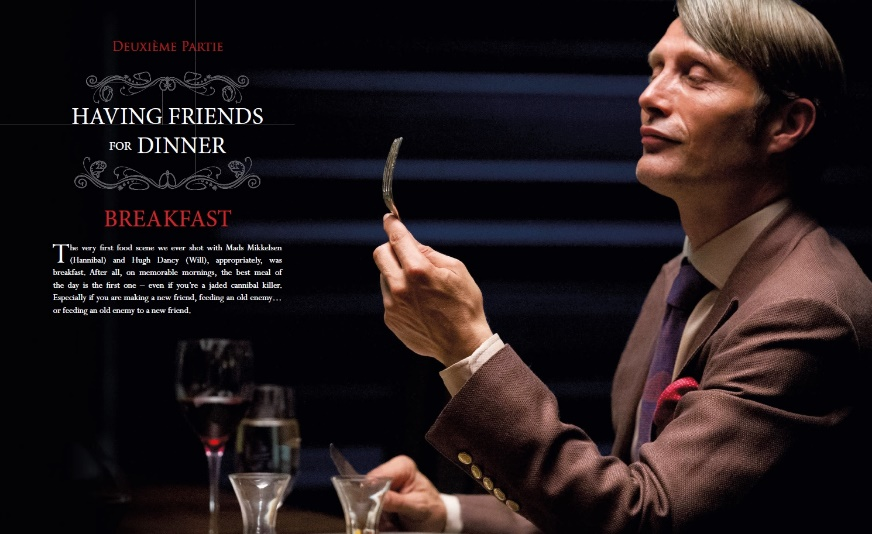 DEUXIÈME PARTIE
HAVING FRIENDS
FOR DINNER
BREAKFAST
The very first food scene we ever shot with Mads Mikkelsen
(Hannibal) and Hugh Dancy (Will), appropriately, was
breakfast. After all, on memorable mornings, the best meal of
the day is the first one – even if you're a jaded cannibal killer.
Especially if you are making a new friend, feeding an old enemy…
or feeding an old enemy to a new friend.